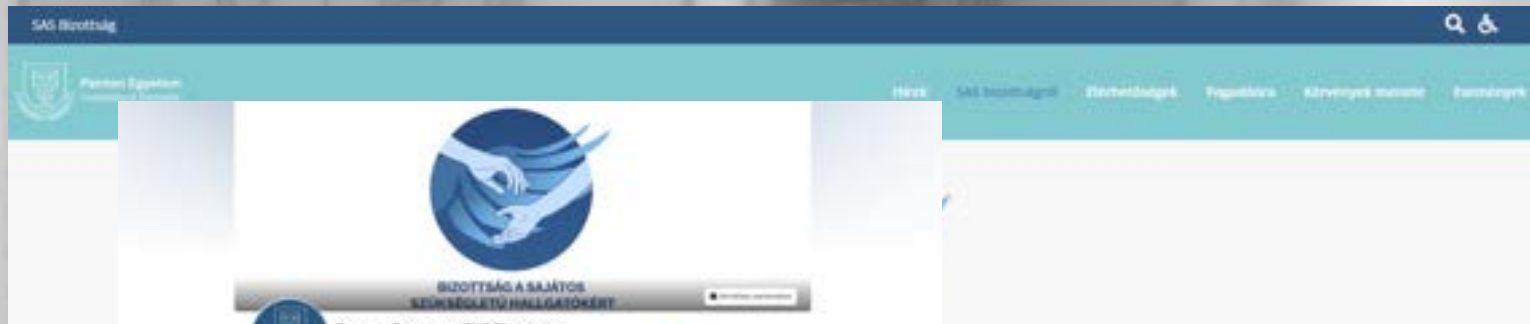 SAS Bizottság
Pannon Egyetem
Hírek SAS bizottságról Elérhetőségek Fogadóóra Kérvények menete Események
BIZOTTSÁG A SAJÁTOS
SZÜKSÉGLETŰ HALLGATÓKÉRT